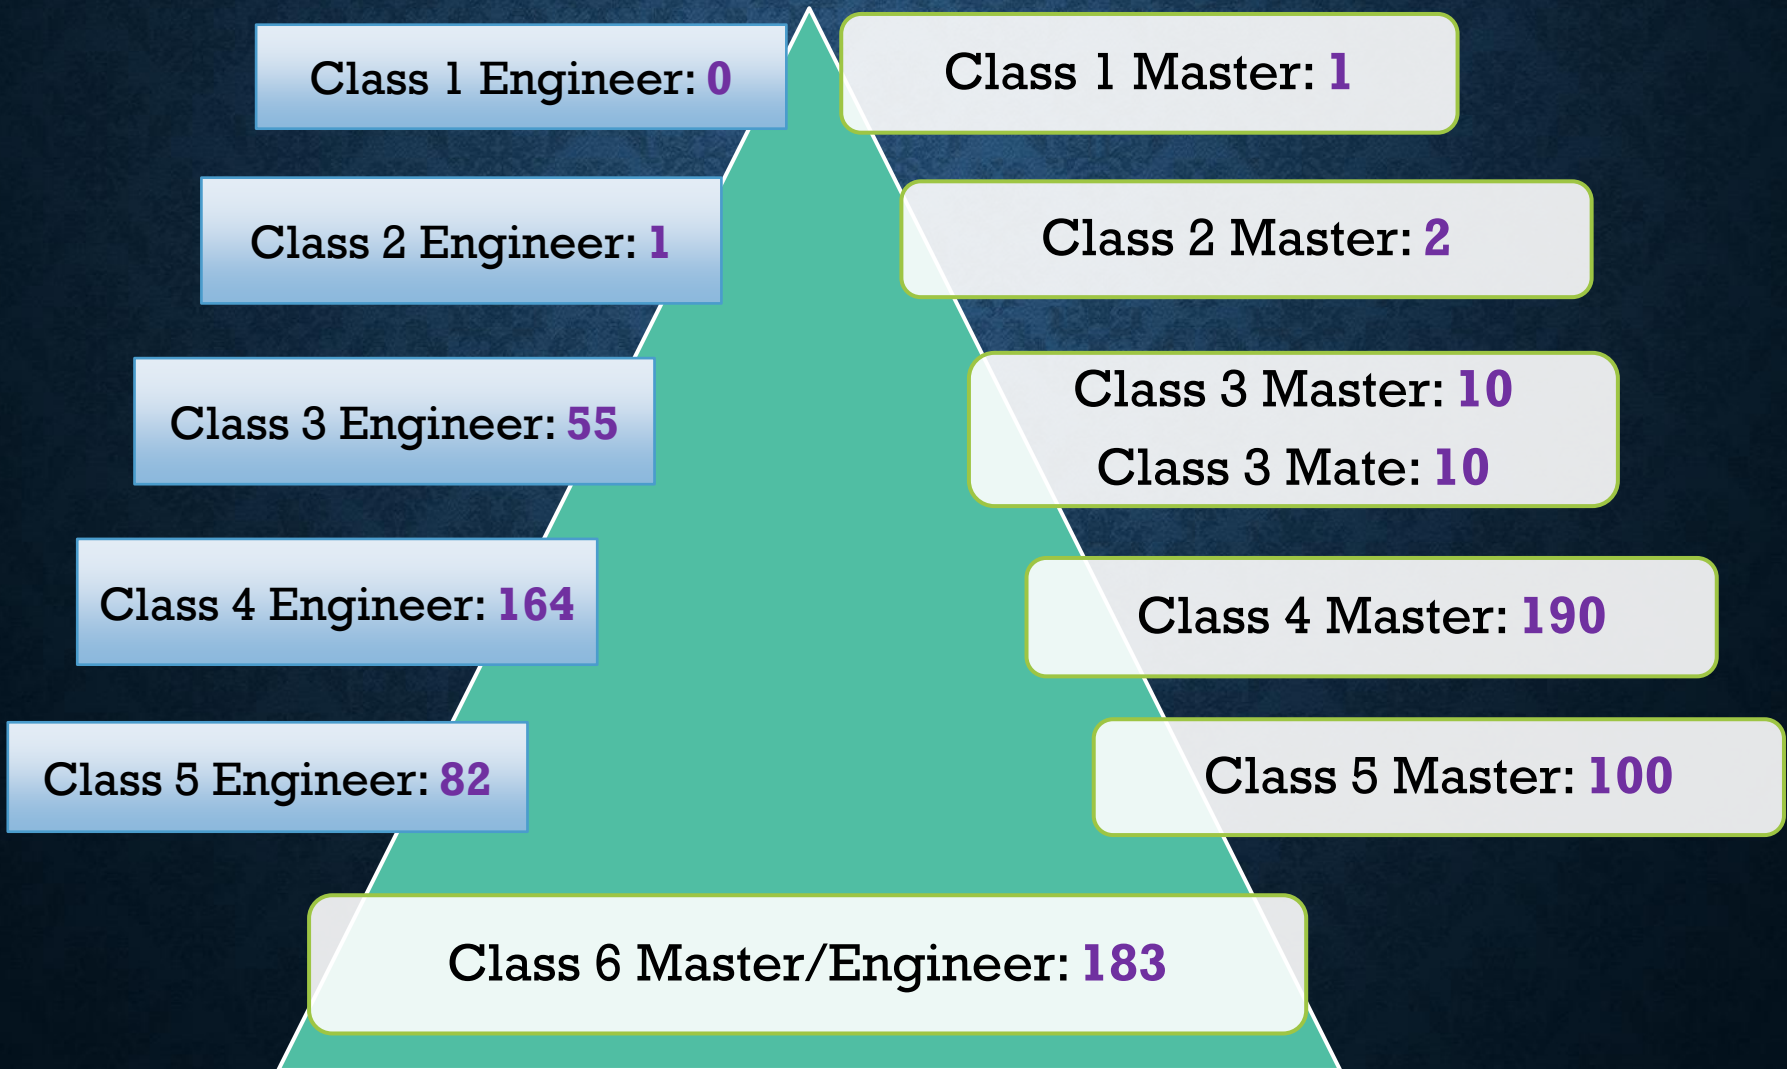 Class 1 Engineer: 0
Class 1 Master: 1
Class 2 Engineer: 1
Class 2 Master: 2
Class 3 Engineer: 55
Class 3 Master: 10
Class 3 Mate: 10
Class 4 Engineer: 164
Class 4 Master: 190
Class 5 Engineer: 82
Class 5 Master: 100
Class 6 Master/Engineer: 183